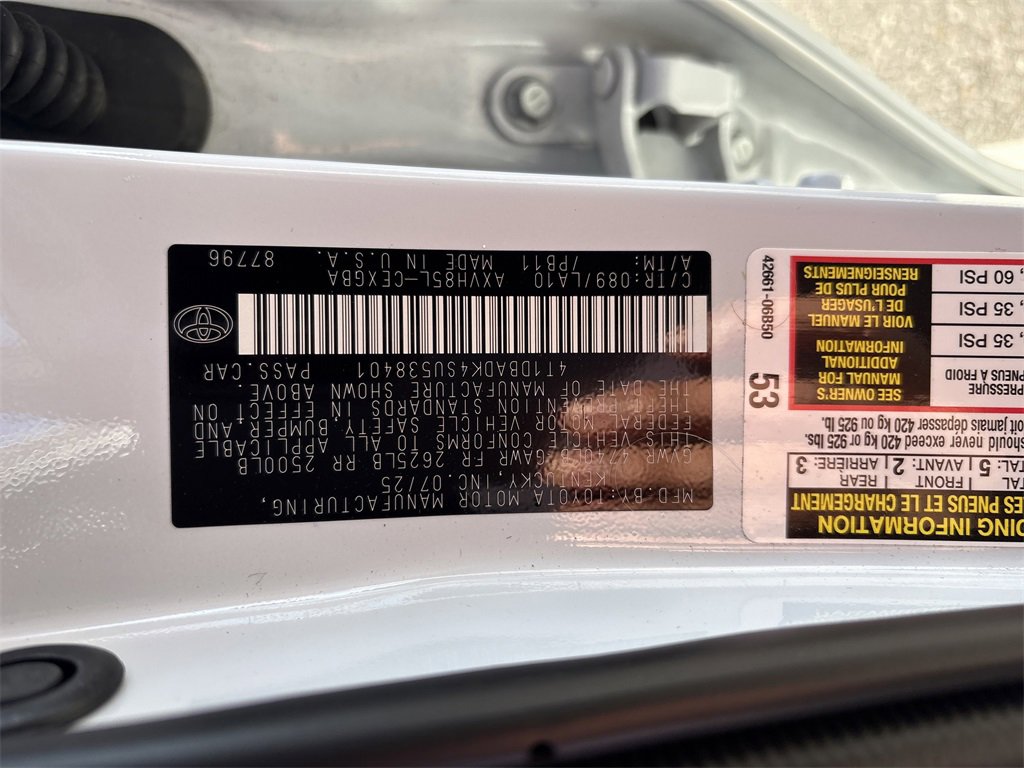 MFD BY:TOYOTA MOTOR MANUFACTURING,
KENTUCKY INC. 07/25
GVWR GAWR FR 2625LB RR 2500LB
THIS VEHICLE CONFORMS TO ALL APPLICABLE
FEDERAL MOTOR VEHICLE SAFETY, BUMPER, AND
THEFT PREVENTION STANDARDS IN EFFECT ON
THE DATE OF MANUFACTURE SHOWN ABOVE.
4T1DBADK4SU538401 PASS.CAR
C/TR:089/LA10 AXVH85L-CEXGBA
A/TM: 7PB11 MADE IN U.S.A. 87796
DING INFORMATION
ES PNEUS ET LE CHARGEMENT
TAL: 5 FRONT AVANT: 2 REAR ARRIÈRE: 3
should never exceed 420 kg or 925 lbs.
oit jamais dépasser 420 kg ou 925 lb.
PRESSURE
PNEUS A FROID
, 35 PSI
, 35 PSI
, 60 PSI
SEE OWNER'S
MANUAL FOR
ADDITIONAL
INFORMATION
VOIR LE MANUEL
DE L'USAGER
POUR PLUS DE
RENSEIGNEMENTS
53
42661-06B50